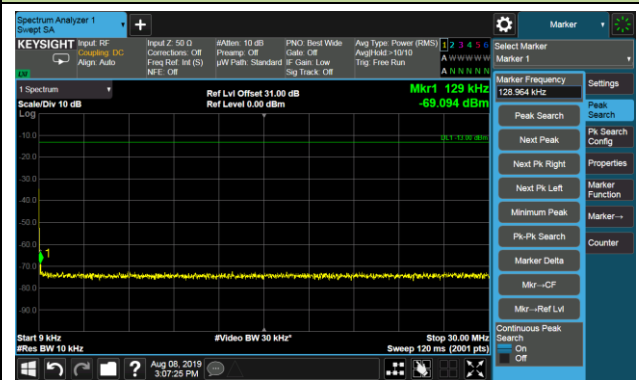 Spectrum Analyzer 1
Swept SA
+
Marker
KEYSIGHT
Input: RF
Coupling: DC
Align: Auto
Input Z: 50 Ω
Corrections: Off
Freq Ref: Int (S)
NFE: Off
#Atten: 10 dB
Preamp: Off
µW Path: Standard
PNO: Best Wide
Gate: Off
IF Gain: Low
Sig Track: Off
Avg Type: Power (RMS)
Avg|Hold:>10/10
Trig: Free Run
1 2 3 4 5 6
A W W W W W
A N N N N N
Select Marker
Marker 1
1 Spectrum
Scale/Div 10 dB
Log
Ref Lvl Offset 31.00 dB
Ref Level 0.00 dBm
Mkr1 129 kHz
-69.094 dBm
-10.0
DL1 -13.00 dBm
-20.0
-30.0
-40.0
-50.0
-60.0
1
-70.0
-80.0
-90.0
Start 9 kHz
#Res BW 10 kHz
#Video BW 30 kHz*
Stop 30.00 MHz
Sweep 120 ms (2001 pts)
Marker Frequency
128.964 kHz
Peak Search
Next Peak
Next Pk Right
Next Pk Left
Minimum Peak
Pk-Pk Search
Marker Delta
Mkr→CF
Mkr→Ref Lvl
Continuous Peak
Search
On
Off
Settings
Peak
Search
Pk Search
Config
Properties
Marker
Function
Marker→
Counter
?
Aug 08, 2019
3:07:25 PM